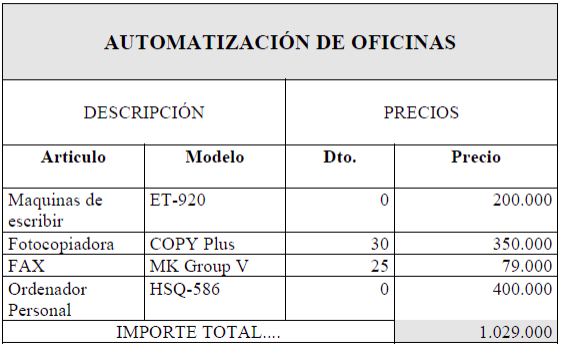 AUTOMATIZACIÓN DE OFICINAS
DESCRIPCIÓN PRECIOS
Articulo Modelo Dto. Precio
Maquinas de escribir ET-920 0 200.000
Fotocopiadora COPY Plus 30 350.000
FAX MK Group V 25 79.000
Ordenador Personal HSQ-586 0 400.000
IMPORTE TOTAL.... 1.029.000